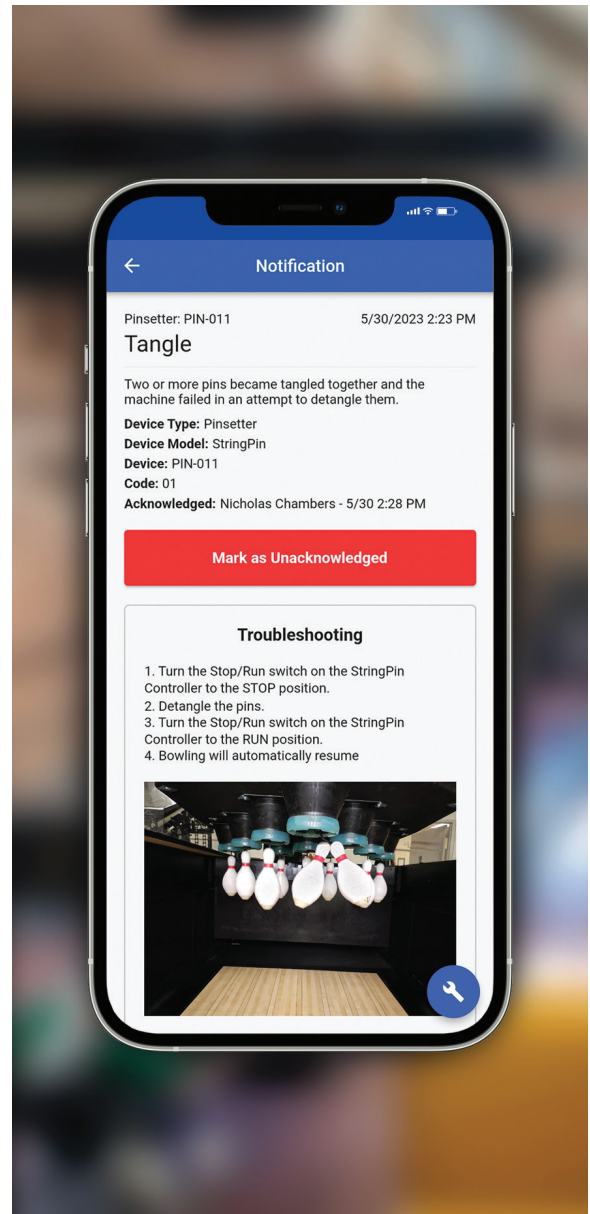 Notification
Pinsetter: PIN-011 5/30/2023 2:23 PM
Tangle
Two or more pins became tangled together and the
machine failed in an attempt to detangle them.
Device Type: Pinsetter
Device Model: StringPin
Device: PIN-011
Code: 01
Acknowledged: Nicholas Chambers - 5/30 2:28 PM
Mark as Unacknowledged
Troubleshooting
1. Turn the Stop/Run switch on the StringPin
Controller to the STOP position.
2. Detangle the pins.
3. Turn the Stop/Run switch on the StringPin
Controller to the RUN position.
4. Bowling will automatically resume